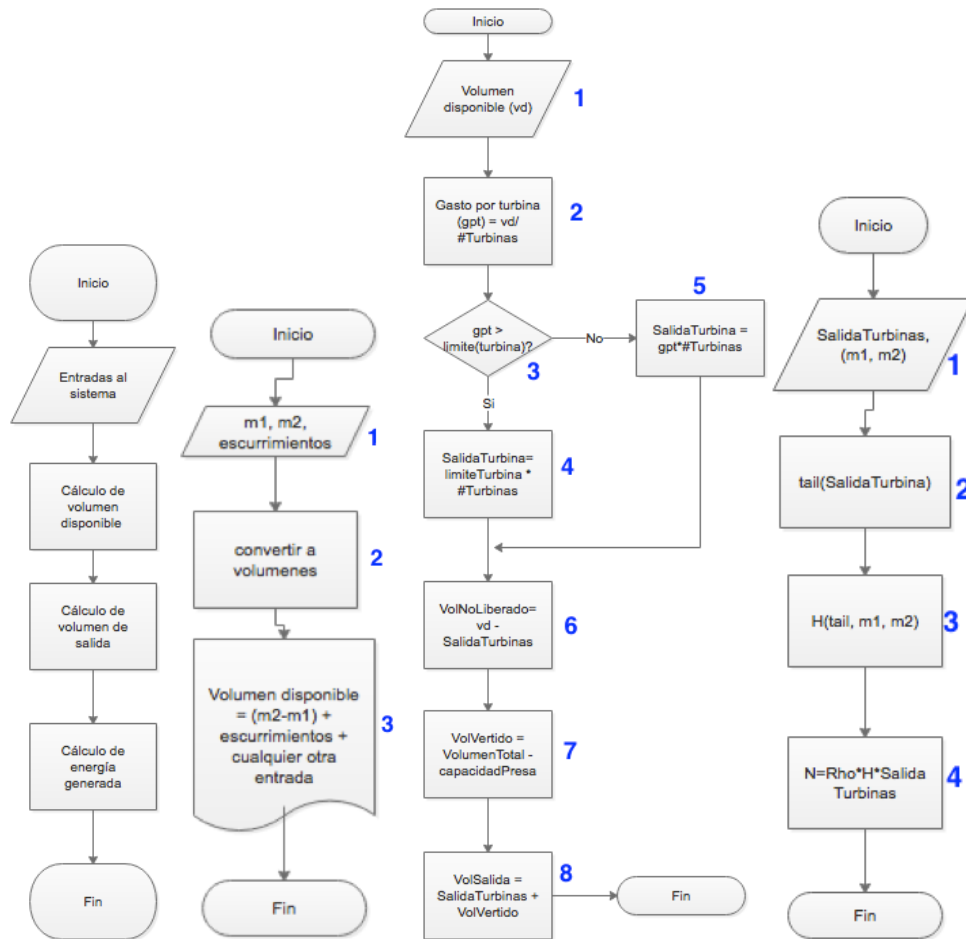 Inicio
Entradas al
sistema
Cálculo de
volumen
disponible
Cálculo de
volumen de
salida
Cálculo de
energía
generada
Fin
Inicio
m1, m2,
escurrimientos
1
convertir a
volumenes
2
Volumen disponible
= (m2-m1) +
escurrimientos +
cualquier otra
entrada
3
Fin
Inicio
Volumen
disponible (vd)
1
Gasto por turbina
(gpt) = vd/
#Turbinas
2
gpt >
limite(turbina)?
3
No
Si
SalidaTurbina =
gpt*#Turbinas
5
SalidaTurbina=
limiteTurbina *
#Turbinas
4
VolNoLiberado=
vd -
SalidaTurbinas
6
VolVertido =
VolumenTotal -
capacidadPresa
7
VolSalida =
SalidaTurbinas +
VolVertido
8
Fin
Inicio
SalidaTurbinas,
(m1, m2)
1
tail(SalidaTurbina)
2
H(tail, m1, m2)
3
N=Rho*H*Salida
Turbinas
4
Fin